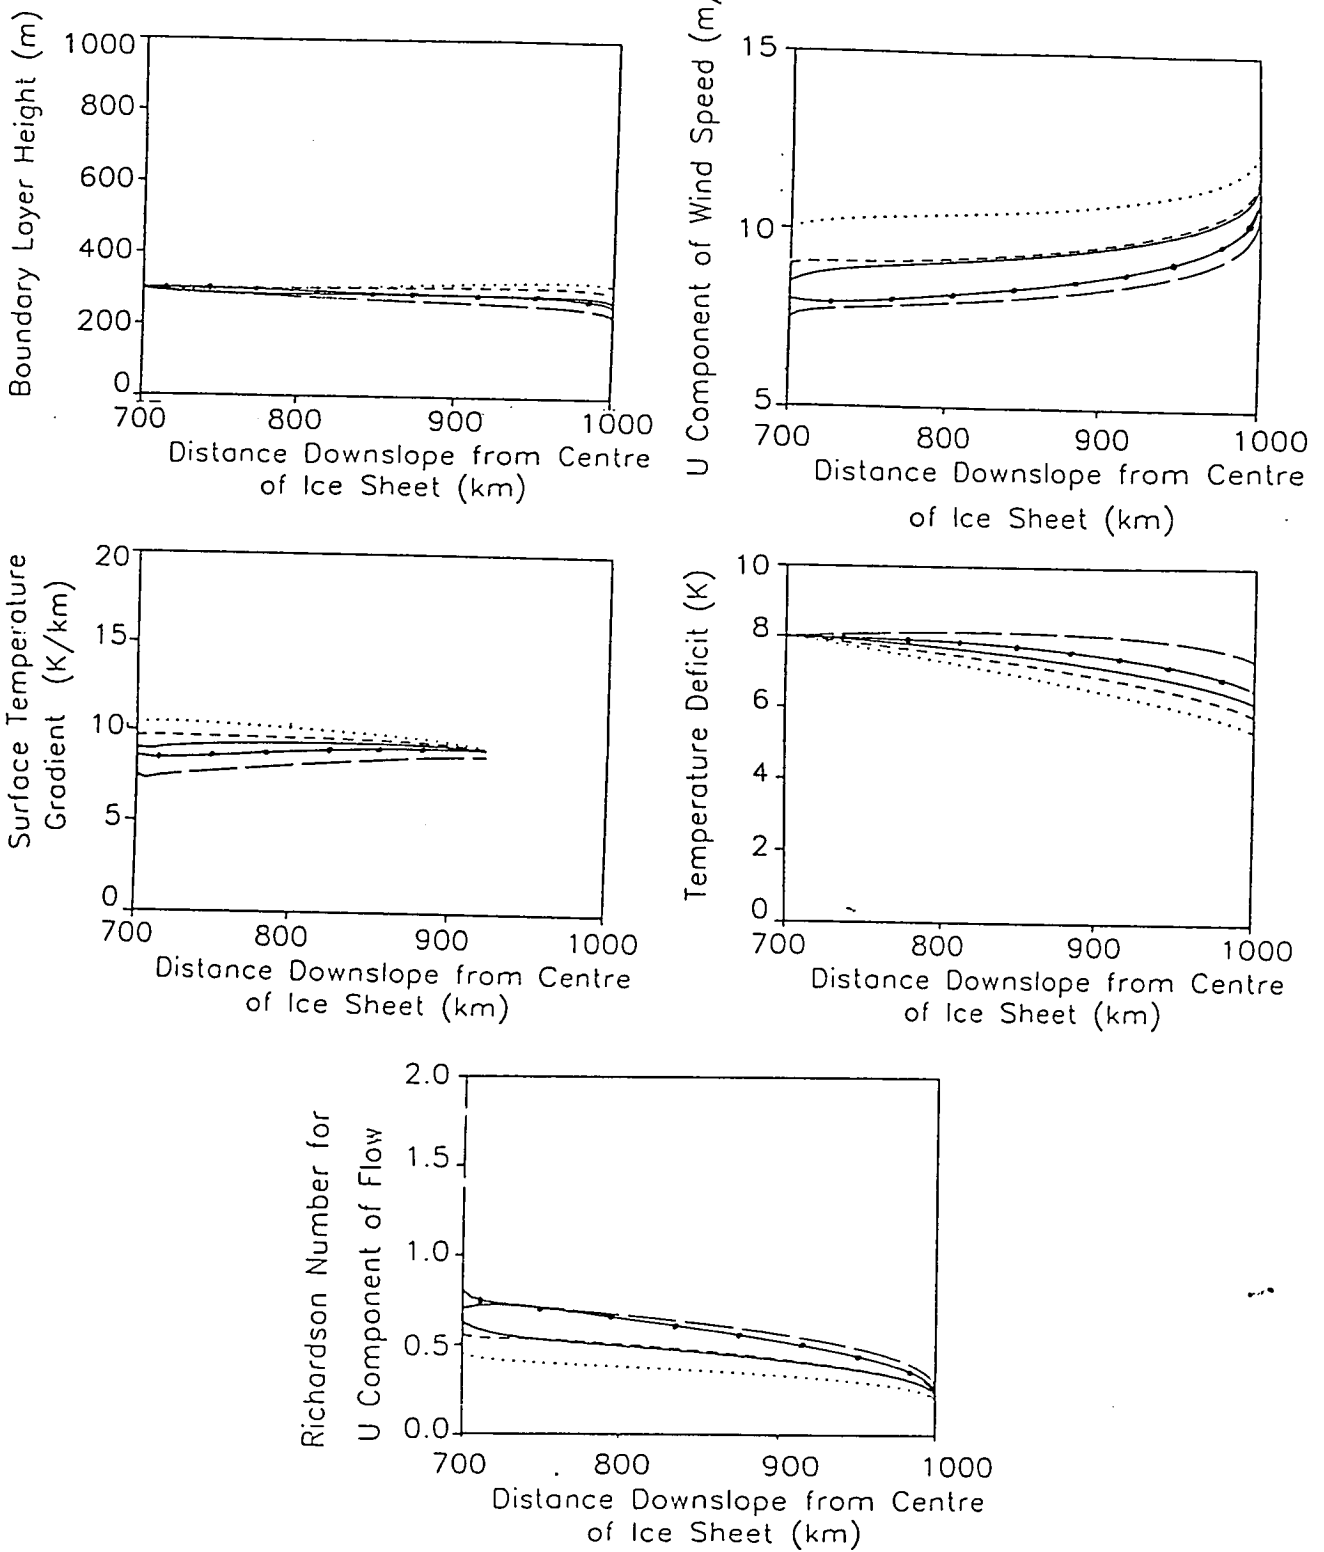 Boundary Layer Height (m)
1000
800
600
400
200
0
700 800 900 1000
Distance Downslope from Centre
of Ice Sheet (km)
U Component of Wind Speed (m/
15
10
5
700 800 900 1000
Distance Downslope from Centre
of Ice Sheet (km)
Surface Temperature
Gradient (K/km)
20
15
10
5
0
700 800 900 1000
Distance Downslope from Centre
of Ice Sheet (km)
Temperature Deficit (K)
10
8
6
4
2
0
700 800 900 1000
Distance Downslope from Centre
of Ice Sheet (km)
Richardson Number for
U Component of Flow
2.0
1.5
1.0
0.5
0.0
700 800 900 1000
Distance Downslope from Centre
of Ice Sheet (km)